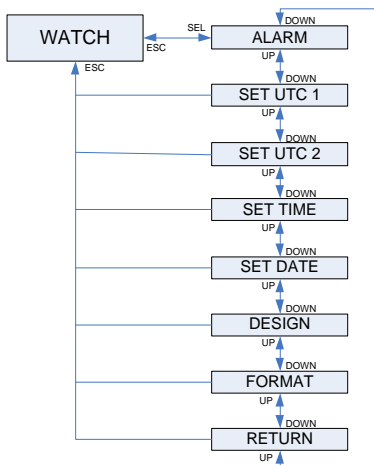 DOWN
WATCH
SEL
ALARM
ESC
UP
ESC
DOWN
SET UTC 1
UP
DOWN
SET UTC 2
UP
DOWN
SET TIME
UP
DOWN
SET DATE
UP
DOWN
DESIGN
UP
DOWN
FORMAT
UP
DOWN
RETURN
UP